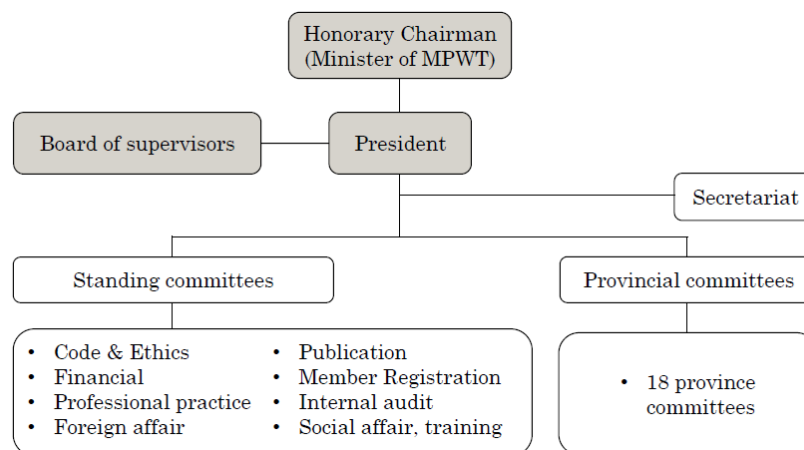 Honorary Chairman
(Minister of MPWT)
Board of supervisors
President
Secretariat
Standing committees
Provincial committees
• Code & Ethics
• Financial
• Professional practice
• Foreign affair
• Publication
• Member Registration
• Internal audit
• Social affair, training
• 18 province
committees